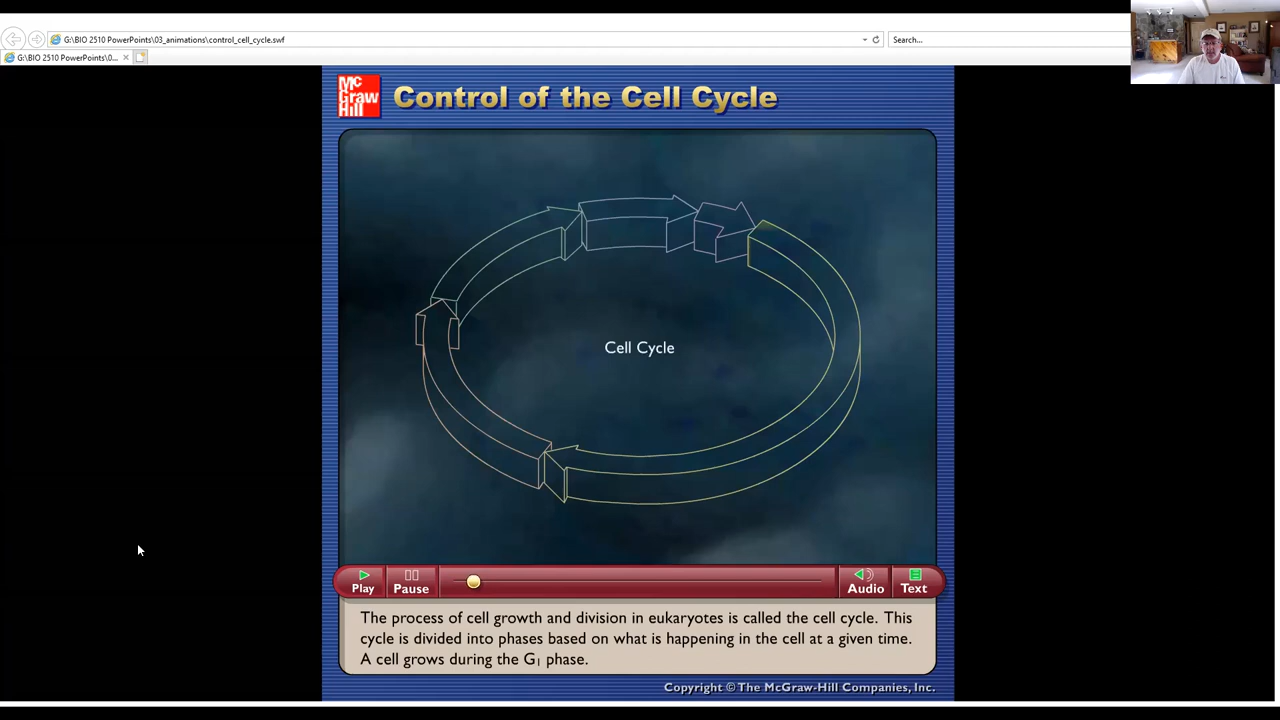 G:\BIO 2510 PowerPoints\03_animations\control_cell_cycle.swf
Search...
G:\BIO 2510 PowerPoints\0...
Mc
Graw
Hill
Control of the Cell Cycle
Cell Cycle
Play
Pause
Audio
Text
The process of cell growth and division in eukaryotes is called the cell cycle. This
cycle is divided into phases based on what is happening in the cell at a given time.
A cell grows during the G₁ phase.
Copyright © The McGraw-Hill Companies, Inc.